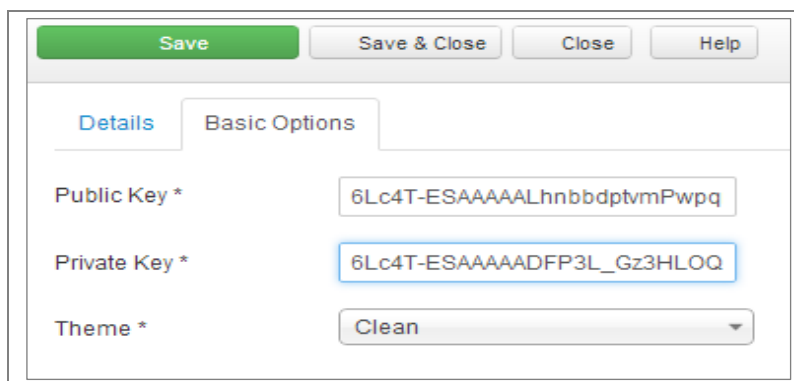 Save Save & Close Close Help
Details Basic Options
Public Key * 6Lc4T-ESAAAAALhnbbdptvmPwpq
Private Key * 6Lc4T-ESAAAAADFP3L_Gz3HLOQ
Theme * Clean